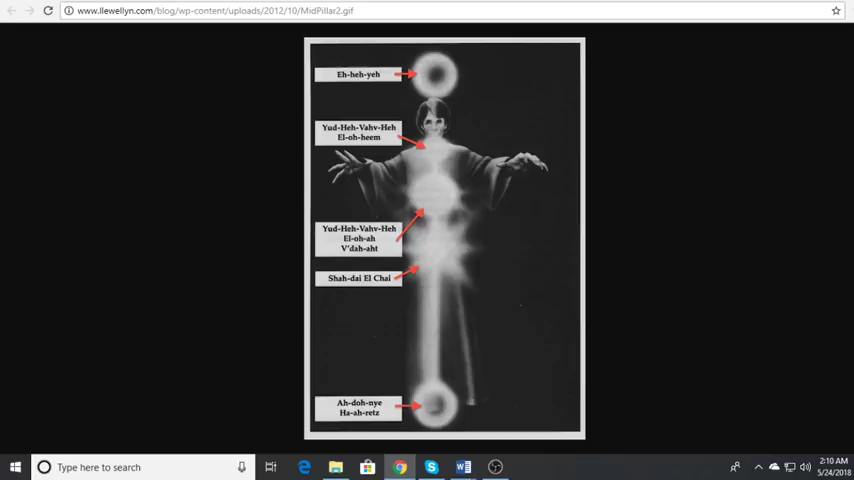 www.llewellyn.com/blog/wp-content/uploads/2012/10/MidPillar2.gif
Eh-heh-yeh
Yud-Heh-Vahv-Heh
El-oh-heem
Yud-Heh-Vahv-Heh
El-oh-ah
V'dah-aht
Shah-dai El Chai
Ah-doh-nye
Ha-ah-retz
Type here to search
2:10 AM
5/24/2018